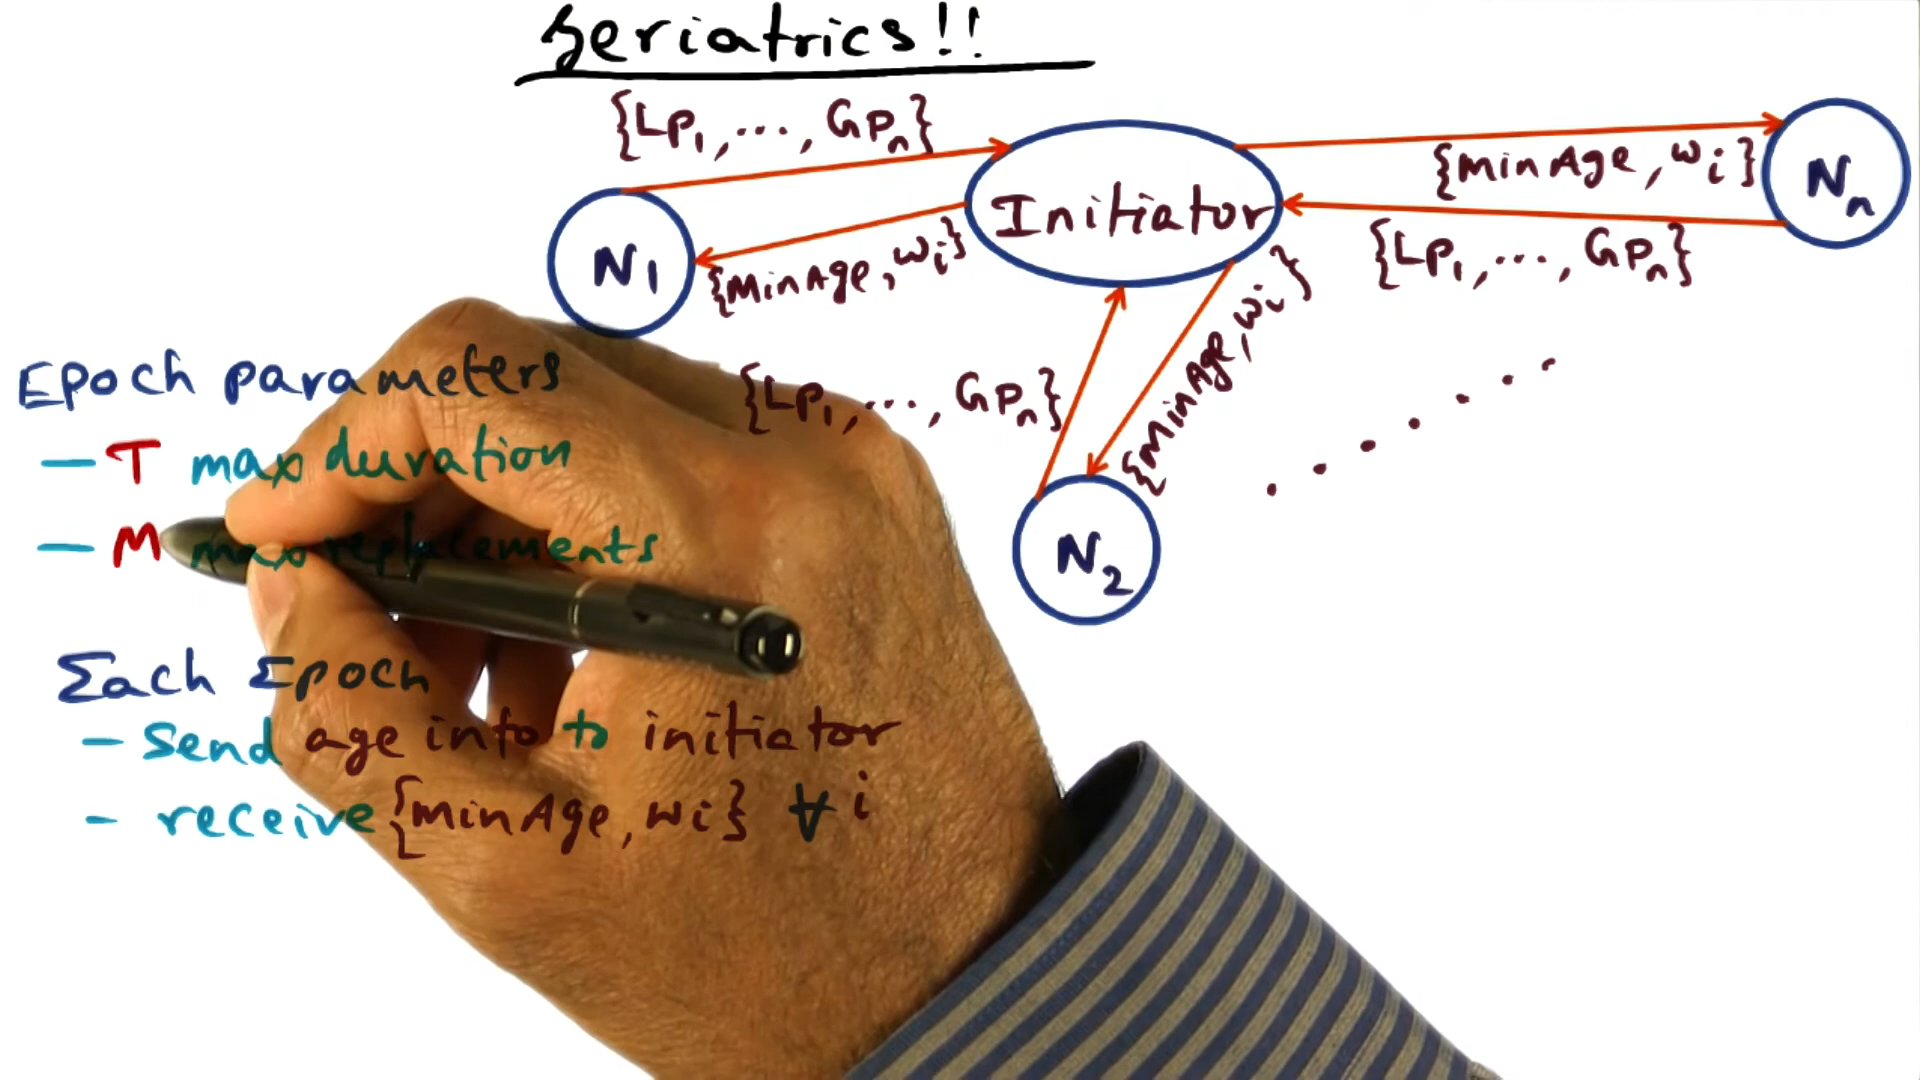 Geriatrics!!
{LP1, ..., GPn}
Initiator
{minAge, wi}
Nn
N1
{MinAge, wi}
{LP1, ..., GPn}
{LP1, ..., GPn}
{MinAge, wi}
N2
Epoch parameters
- T max duration
- M max replacements
Each Epoch
- Send age info to initiator
- receive {minAge, wi} ∀ i